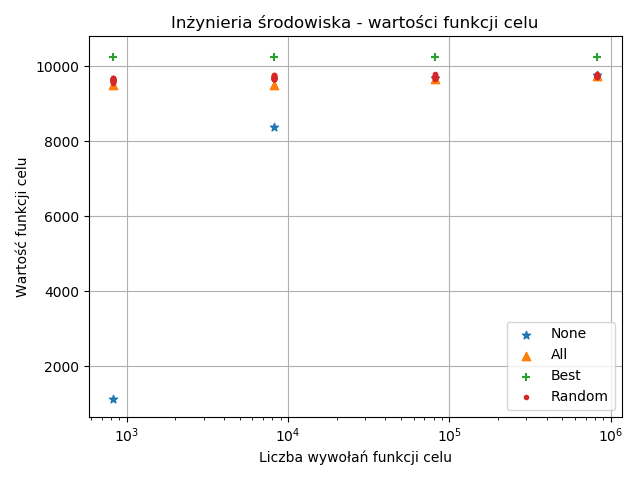 Inżynieria środowiska - wartości funkcji celu
Wartość funkcji celu
10000
8000
6000
4000
2000
10³
10⁴
10⁵
10⁶
Liczba wywołań funkcji celu
None
All
Best
Random